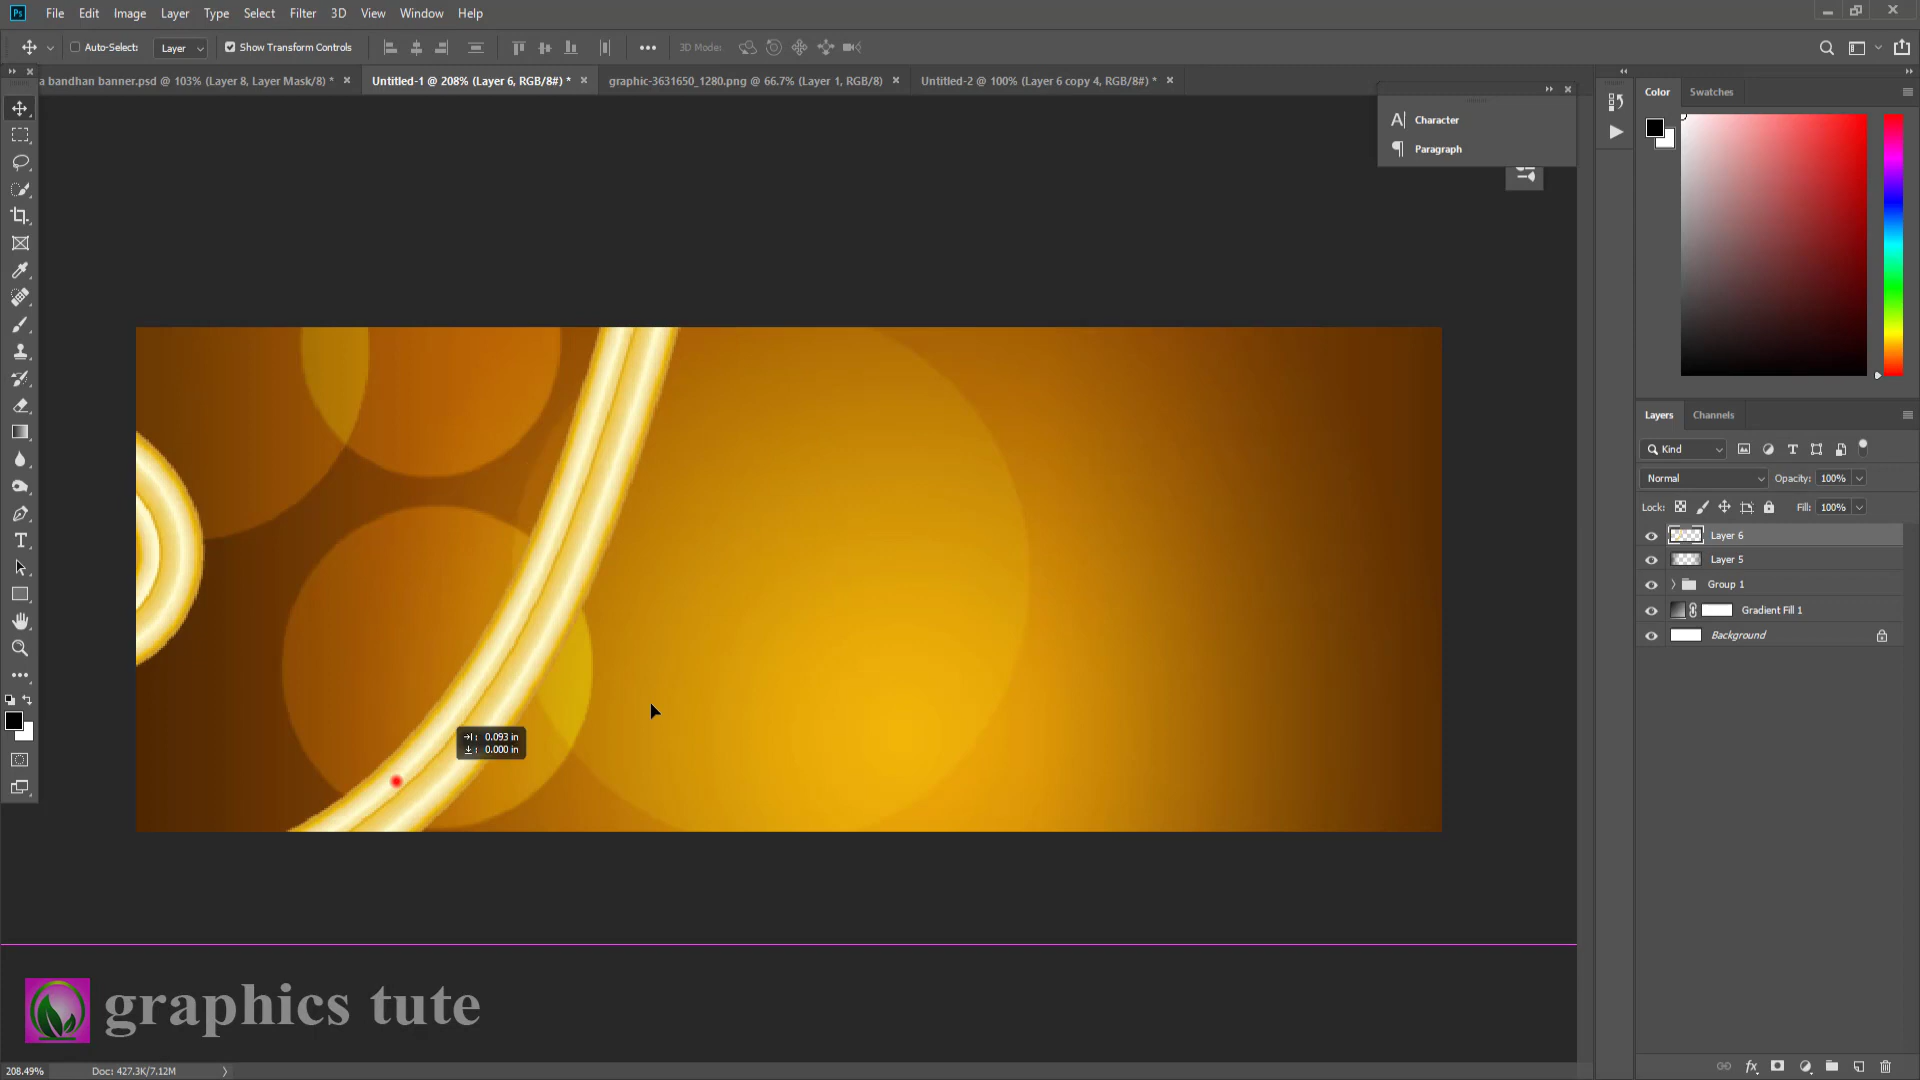 Ps File Edit Image Layer Type Select Filter 3D View Window Help
Auto-Select: Layer Show Transform Controls 3D Mode:
a bandhan banner.psd @ 103% (Layer 8, Layer Mask/8) * Untitled-1 @ 208% (Layer 6, RGB/8#) * graphic-3631650_1280.png @ 66.7% (Layer 1, RGB/8) Untitled-2 @ 100% (Layer 6 copy 4, RGB/8#) *
Character
Paragraph
Color Swatches
Layers Channels
Kind
Normal Opacity: 100%
Lock: Fill: 100%
Layer 6
Layer 5
Group 1
Gradient Fill 1
Background
0.093 in
0.000 in
graphics tute
208.49% Doc: 427.3K/7.12M